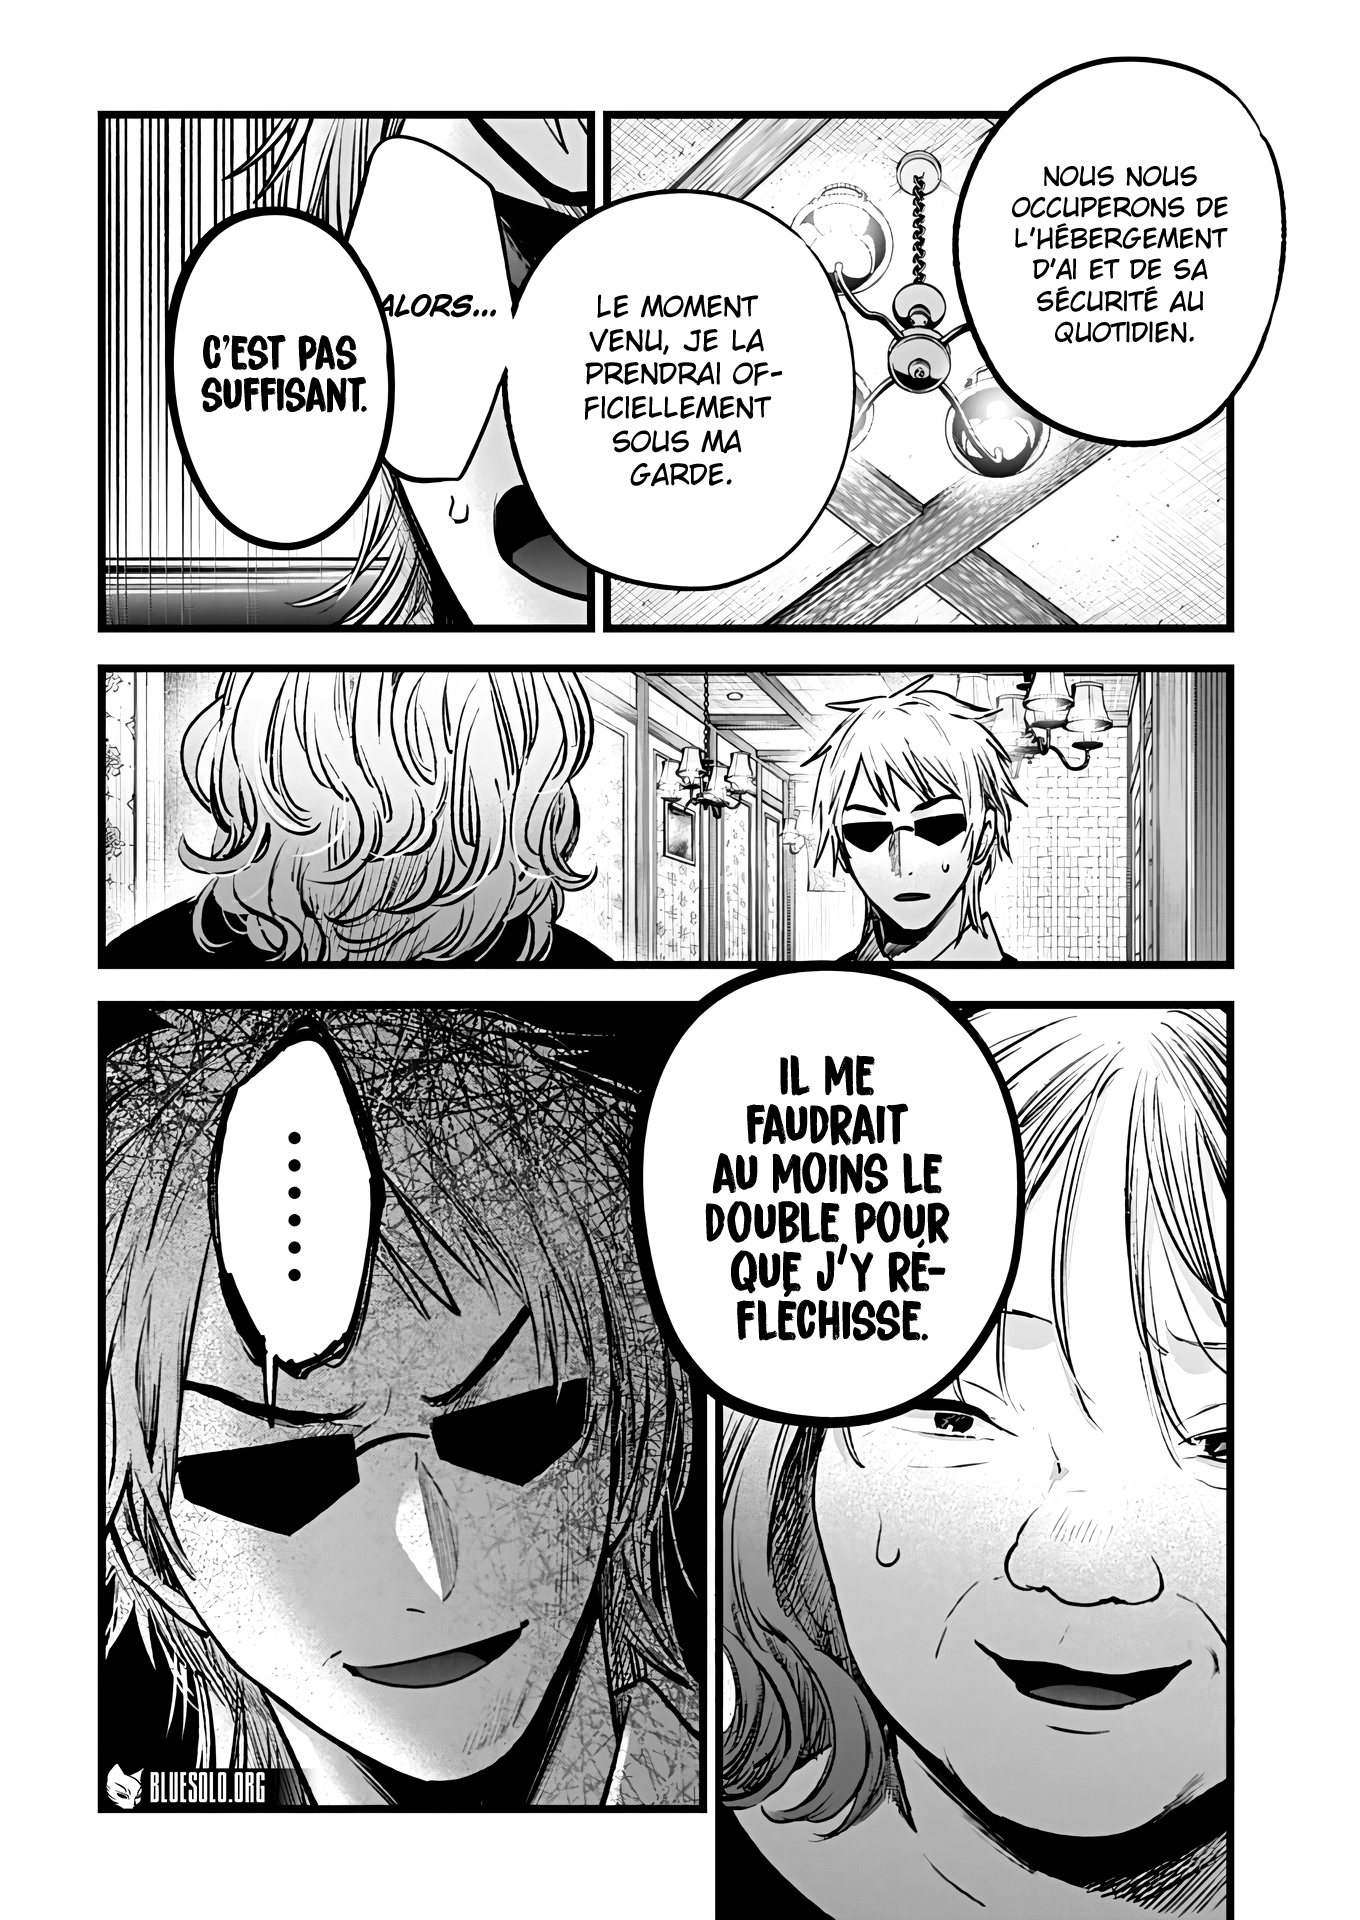 NOUS NOUS
OCCUPERONS DE
L'HÉBERGEMENT
D'AI ET DE SA
SÉCURITÉ AU
QUOTIDIEN.
LE MOMENT
VENU, JE LA
PRENDRAI OF-
FICIELLEMENT
SOUS MA
GARDE.
ALORS...
C'EST PAS
SUFFISANT.
IL ME
FAUDRAIT
AU MOINS LE
DOUBLE POUR
QUE J'Y RÉ-
FLÉCHISSE.
......
BLUESOLO.ORG